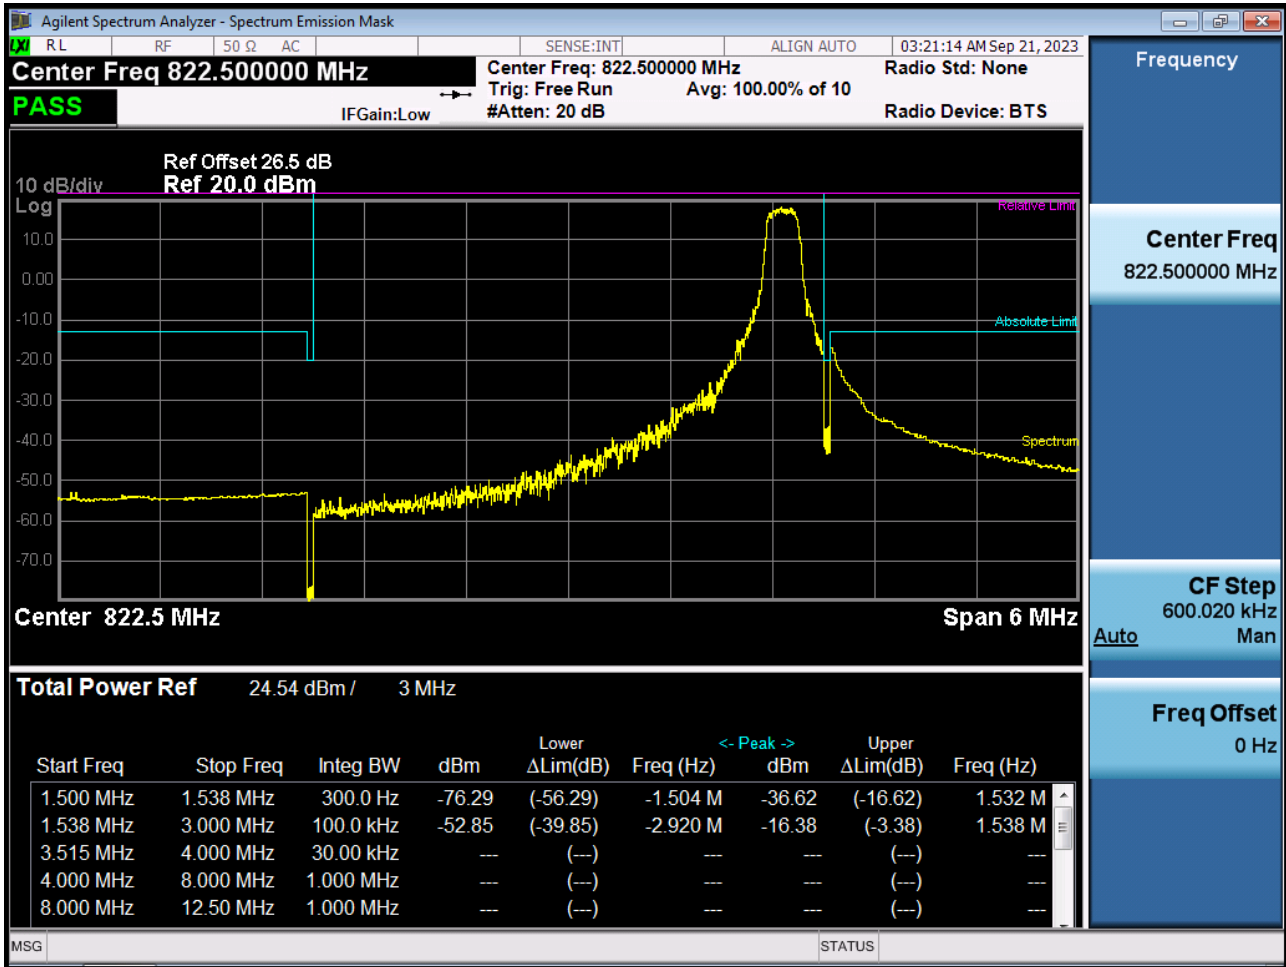 Agilent Spectrum Analyzer - Spectrum Emission Mask
LXI RL RF 50 Ω AC SENSE:INT ALIGN AUTO 03:21:14 AM Sep 21, 2023
Center Freq 822.500000 MHz
Center Freq: 822.500000 MHz
Radio Std: None
Trig: Free Run
Avg: 100.00% of 10
PASS
IFGain:Low
#Atten: 20 dB
Radio Device: BTS
Ref Offset 26.5 dB
10 dB/div Ref 20.0 dBm
Log
Relative Limit
10.0
0.00
-10.0
Absolute Limit
-20.0
-30.0
-40.0
Spectrum
-50.0
-60.0
-70.0
Center 822.5 MHz
Span 6 MHz
Total Power Ref 24.54 dBm / 3 MHz
Lower <- Peak -> Upper
Start Freq Stop Freq Integ BW dBm ΔLim(dB) Freq (Hz) dBm ΔLim(dB) Freq (Hz)
1.500 MHz 1.538 MHz 300.0 Hz -76.29 (-56.29) -1.504 M -36.62 (-16.62) 1.532 M
1.538 MHz 3.000 MHz 100.0 kHz -52.85 (-39.85) -2.920 M -16.38 (-3.38) 1.538 M
3.515 MHz 4.000 MHz 30.00 kHz --- (---) --- --- (---) ---
4.000 MHz 8.000 MHz 1.000 MHz --- (---) --- --- (---) ---
8.000 MHz 12.50 MHz 1.000 MHz --- (---) --- --- (---) ---
MSG
STATUS
Frequency
Center Freq
822.500000 MHz
CF Step
600.020 kHz
Auto Man
Freq Offset
0 Hz